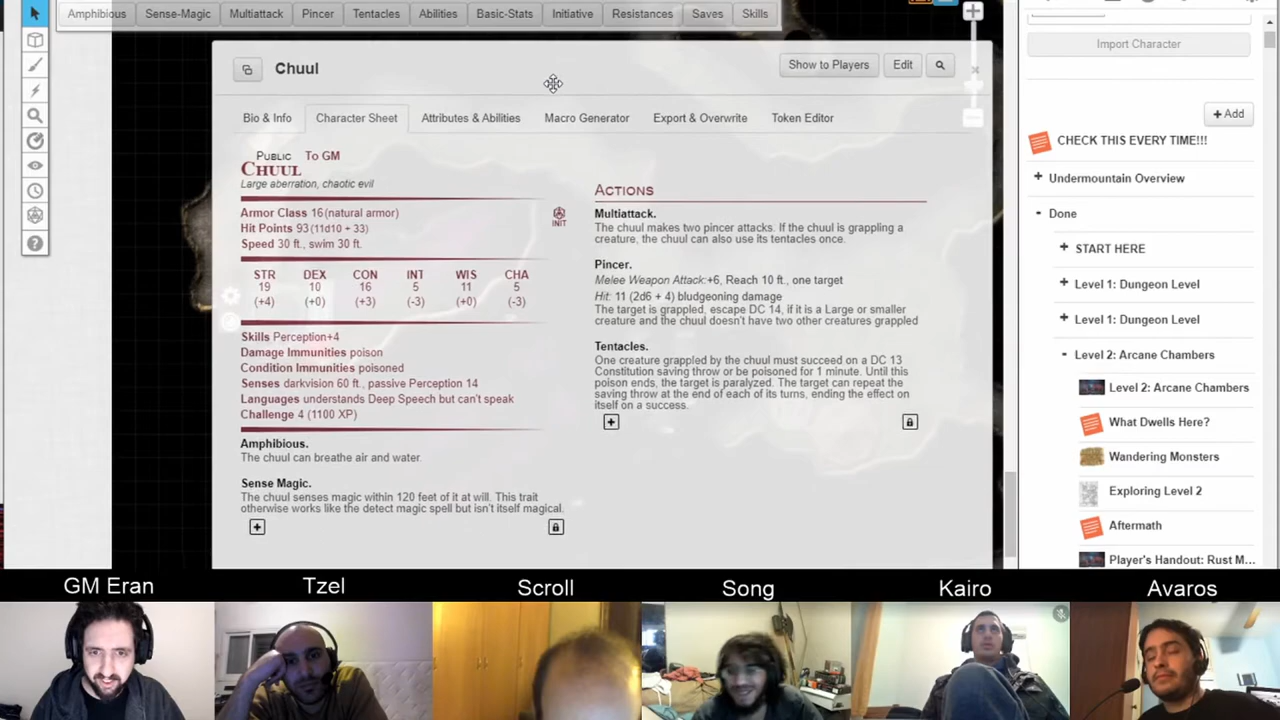 Amphibious Sense-Magic Multiattack Pincer Tentacles Abilities Basic-Stats Initiative Resistances Saves Skills
Chuul
Show to Players Edit
Bio & Info Character Sheet Attributes & Abilities Macro Generator Export & Overwrite Token Editor
PUBLIC To GM
CHUUL
Large aberration, chaotic evil
Armor Class 16(natural armor)
Hit Points 93(11d10 + 33)
Speed 30 ft., swim 30 ft.
INIT
STR DEX CON INT WIS CHA
19 10 16 5 11 5
(+4) (+0) (+3) (-3) (+0) (-3)
Skills Perception+4
Damage Immunities poison
Condition Immunities poisoned
Senses darkvision 60 ft., passive Perception 14
Languages understands Deep Speech but can't speak
Challenge 4 (1100 XP)
Amphibious.
The chuul can breathe air and water.
Sense Magic.
The chuul senses magic within 120 feet of it at will. This trait
otherwise works like the detect magic spell but isn't itself magical.
ACTIONS
Multiattack.
The chuul makes two pincer attacks. If the chuul is grappling a
creature, the chuul can also use its tentacles once.
Pincer.
Melee Weapon Attack:+6, Reach 10 ft., one target
Hit: 11 (2d6 + 4) bludgeoning damage
The target is grappled, escape DC 14, if it is a Large or smaller
creature and the chuul doesn't have two other creatures grappled
Tentacles.
One creature grappled by the chuul must succeed on a DC 13
Constitution saving throw or be poisoned for 1 minute. Until this
poison ends, the target is paralyzed. The target can repeat the
saving throw at the end of each of its turns, ending the effect on
itself on a success.
Import Character
+ Add
CHECK THIS EVERY TIME!!!
+ Undermountain Overview
- Done
+ START HERE
+ Level 1: Dungeon Level
+ Level 1: Dungeon Level
- Level 2: Arcane Chambers
Level 2: Arcane Chambers
What Dwells Here?
Wandering Monsters
Exploring Level 2
Aftermath
Player's Handout: Rust M...
GM Eran Tzel Scroll Song Kairo Avaros